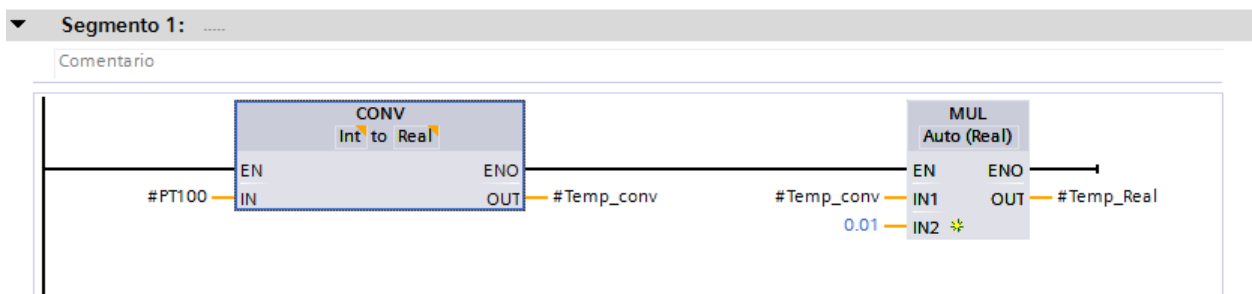 Segmento 1: .....
Comentario
CONV
Int to Real
EN ENO
#PT100 IN OUT #Temp_conv
MUL
Auto (Real)
EN ENO
#Temp_conv IN1 OUT #Temp_Real
0.01 IN2